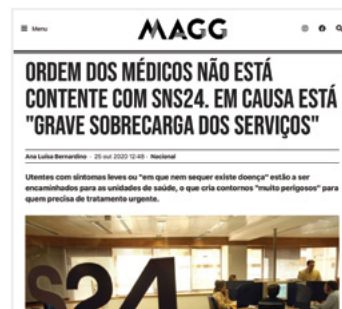 Menu
MAGG
ORDEM DOS MÉDICOS NÃO ESTÁ
CONTENTE COM SNS24. EM CAUSA ESTÁ
"GRAVE SOBRECARGA DOS SERVIÇOS"
Ana Luísa Bernardino · 25 out 2020 12:48 · Nacional
Utentes com sintomas leves ou "em que nem sequer existe doença" estão a ser
encaminhados para as unidades de saúde, o que cria contornos "muito perigosos" para
quem precisa de tratamento urgente.
S24